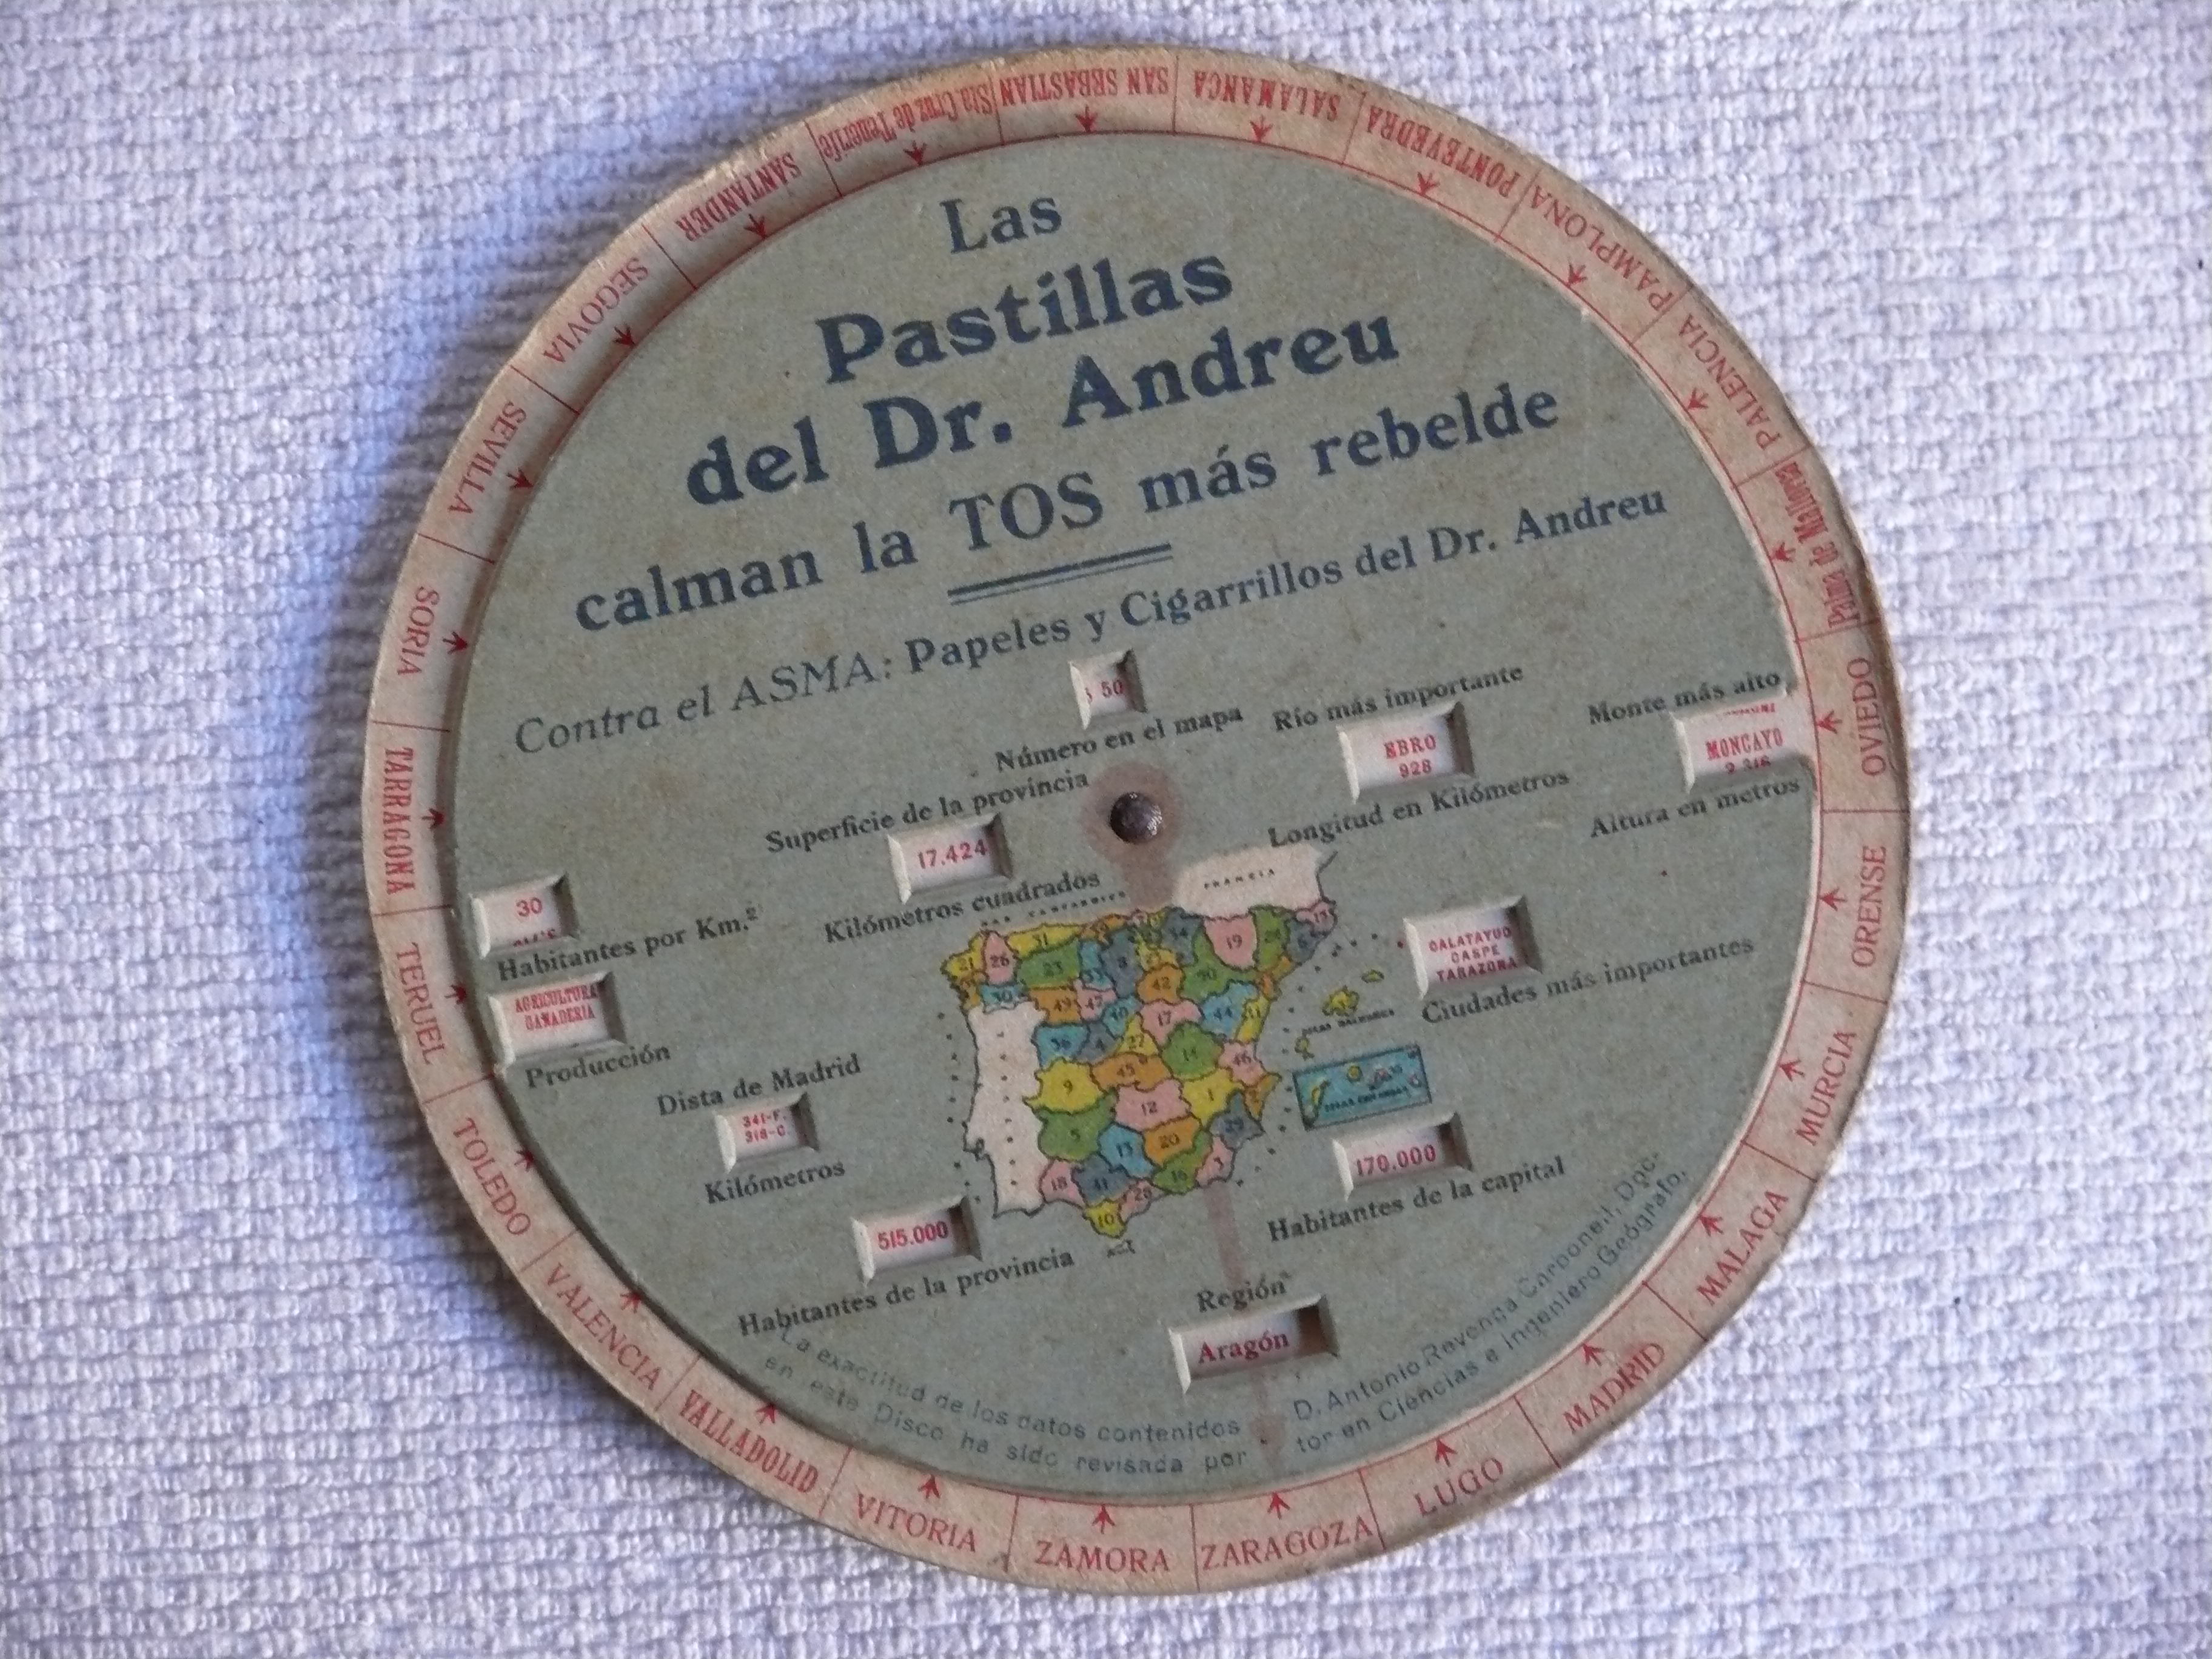 Las
Pastillas
del Dr. Andreu
calman la TOS más rebelde
Contra el ASMA: Papeles y Cigarrillos del Dr. Andreu
50
Número en el mapa
Río más importante
EBRO
928
Longitud en Kilómetros
Monte más alto
MONCAYO
Altura en metros
Superficie de la província
17.424
Kilómetros cuadrados
30
Habitantes por Km.²
AGRICULTURA
GANADERÍA
Producción
Dista de Madrid
341-F.
318-C.
Kilómetros
515.000
Habitantes de la provincia
FRANCIA
CALATAYUD
CASPE
TARAZONA
Ciudades más importantes
170.000
Habitantes de la capital
Región
Aragón
La exactitud de los datos contenidos
en este Disco ha sido revisada por
D. Antonio Revenga Carbonell, Doc-
tor en Ciencias e Ingeniero Geógrafo.
SAN SEBASTIAN
SALAMANCA
PONTEVEDRA
PAMPLONA
PALENCIA
Palma de Mallorca
OVIEDO
ORENSE
MURCIA
MALAGA
MADRID
LUGO
ZARAGOZA
ZAMORA
VITORIA
VALLADOLID
VALENCIA
TOLEDO
TERUEL
TARRAGONA
SORIA
SEVILLA
SEGOVIA
SANTANDER
Sta Cruz de Tenerife